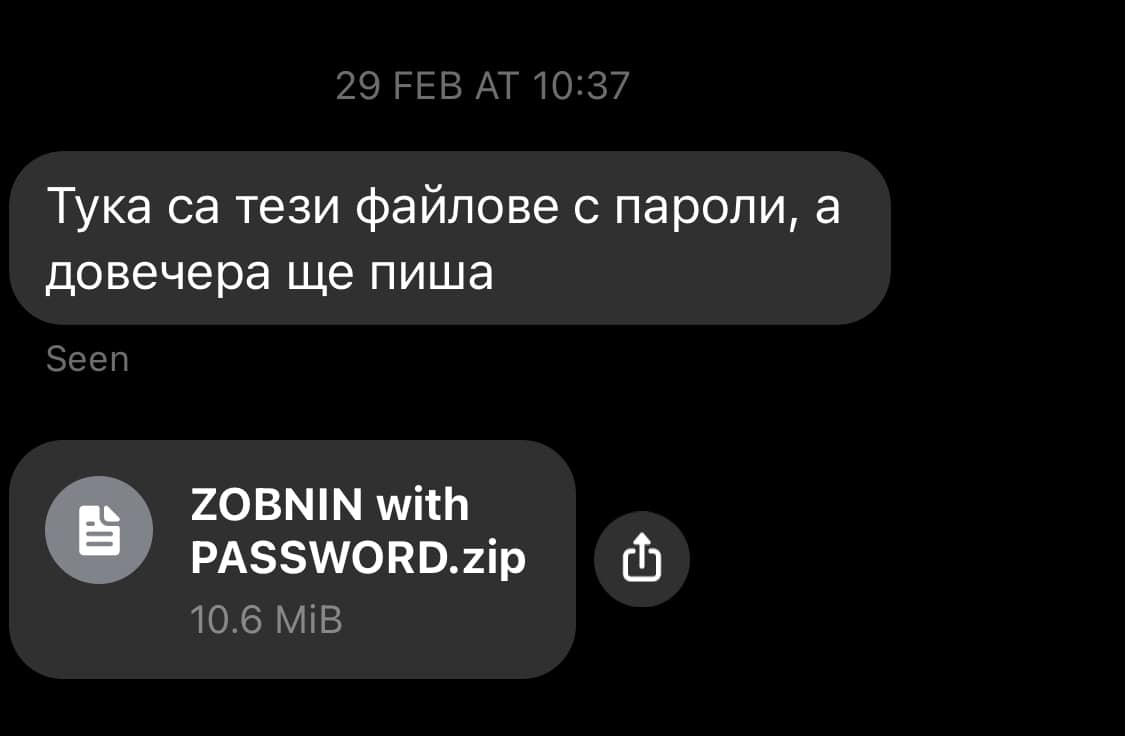 29 FEB AT 10:37
Тука са тези файлове с пароли, а
довечера ще пиша
Seen
ZOBNIN with
PASSWORD.zip
10.6 MiB